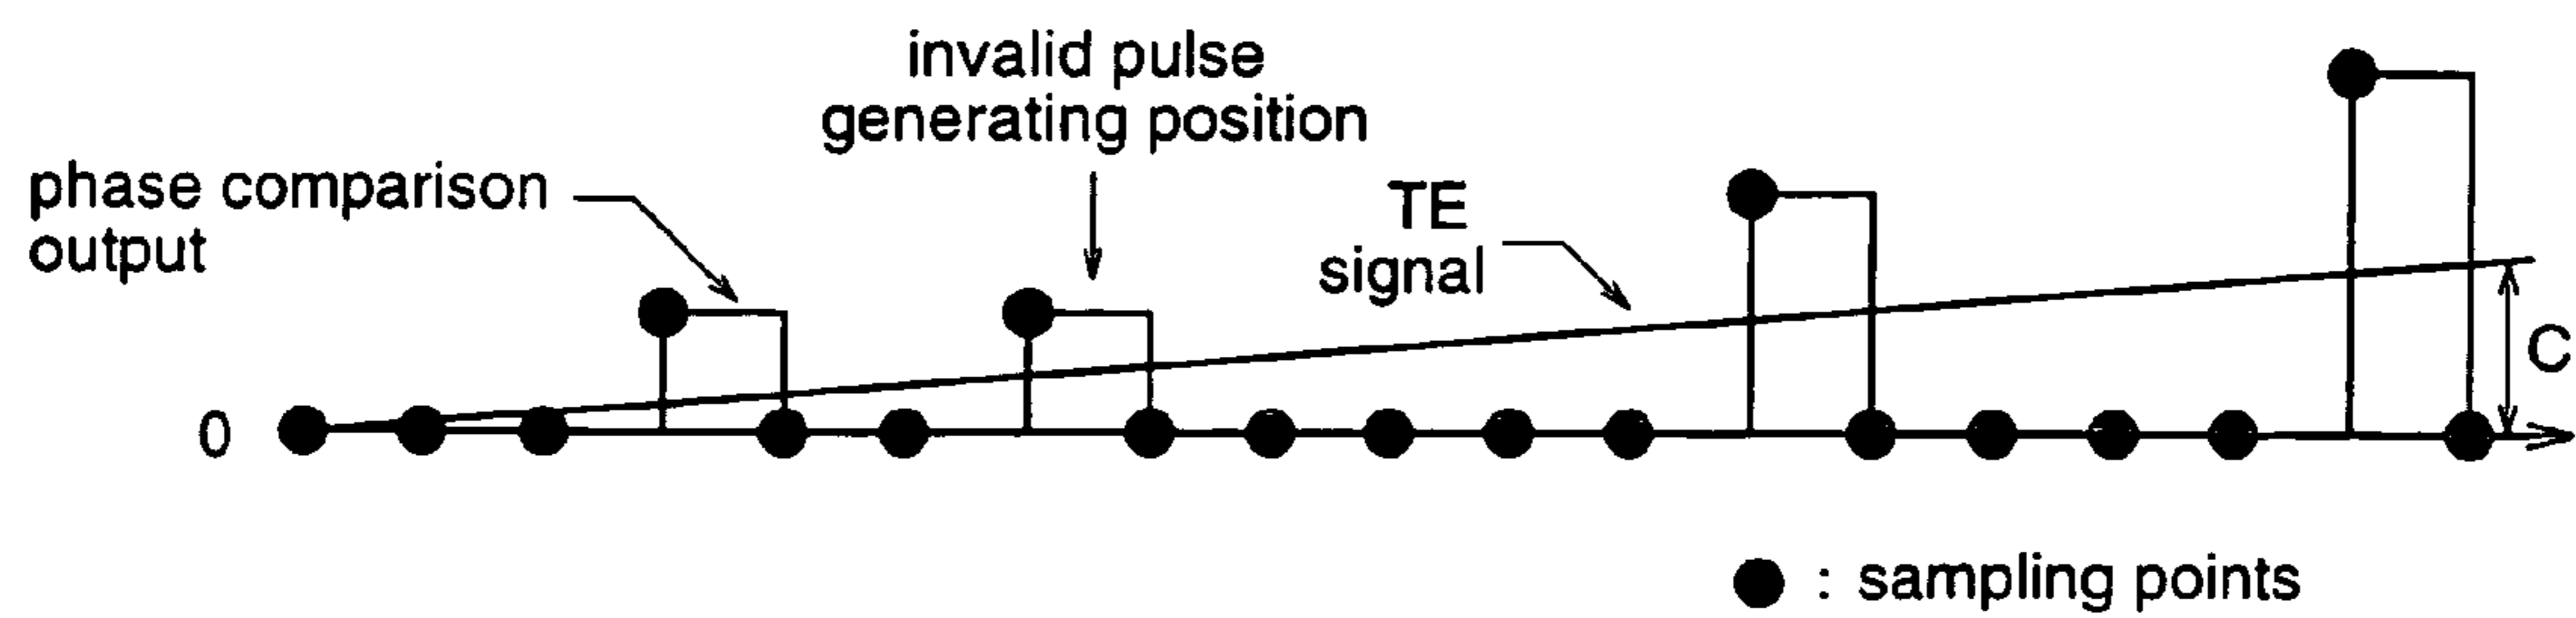 invalid pulse
generating position
phase comparison
output
TE
signal
C
0
: sampling points